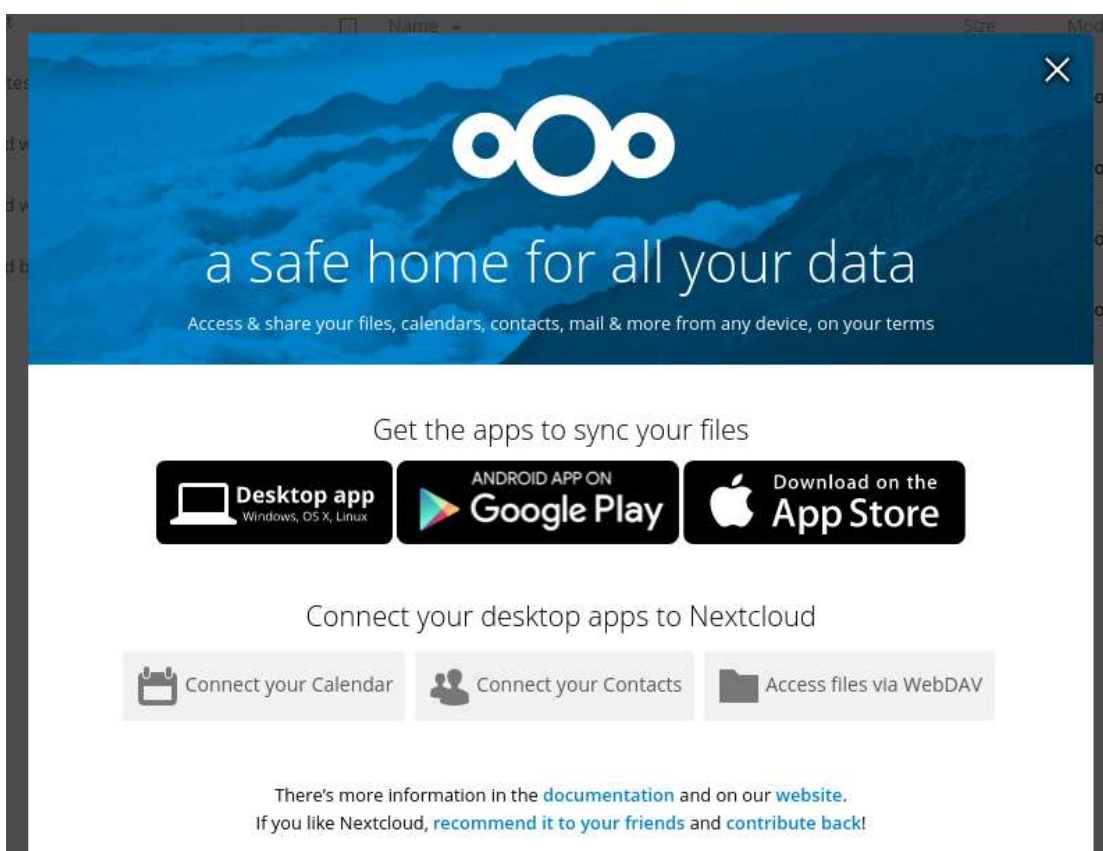 Name
Size
a safe home for all your data
Access & share your files, calendars, contacts, mail & more from any device, on your terms
Get the apps to sync your files
Desktop app
Windows, OS X, Linux
ANDROID APP ON
Google Play
Download on the
App Store
Connect your desktop apps to Nextcloud
Connect your Calendar
Connect your Contacts
Access files via WebDAV
There's more information in the documentation and on our website.
If you like Nextcloud, recommend it to your friends and contribute back!